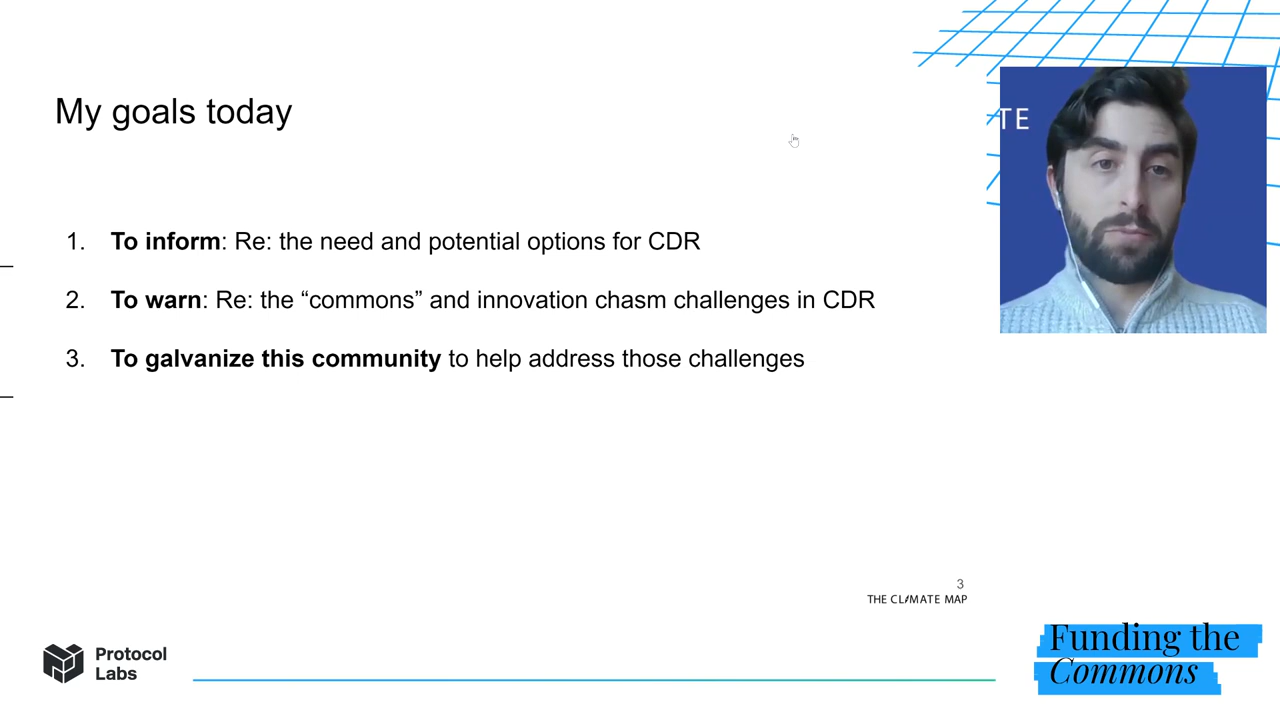 My goals today
TE
1. To inform: Re: the need and potential options for CDR
2. To warn: Re: the “commons” and innovation chasm challenges in CDR
3. To galvanize this community to help address those challenges
3
THE CLIMATE MAP
Protocol
Labs
Funding the
Commons